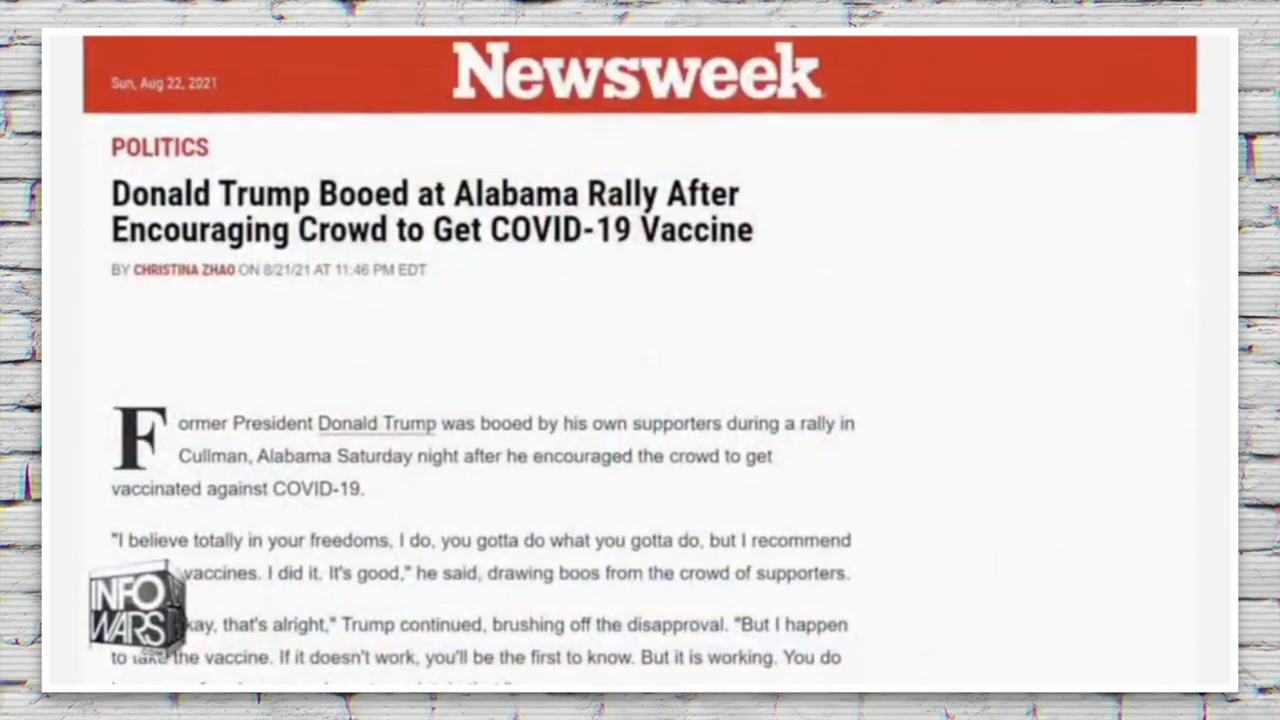 Newsweek
Sun, Aug 22, 2021
POLITICS
Donald Trump Booed at Alabama Rally After
Encouraging Crowd to Get COVID-19 Vaccine
BY CHRISTINA ZHAO ON 8/21/21 AT 11:46 PM EDT
Former President Donald Trump was booed by his own supporters during a rally in
Cullman, Alabama Saturday night after he encouraged the crowd to get
vaccinated against COVID-19.
"I believe totally in your freedoms, I do, you gotta do what you gotta do, but I recommend
vaccines. I did it. It's good," he said, drawing boos from the crowd of supporters.
kay, that's alright," Trump continued, brushing off the disapproval. "But I happen
to take the vaccine. If it doesn't work, you'll be the first to know. But it is working. You do
INFO
WARS
.com